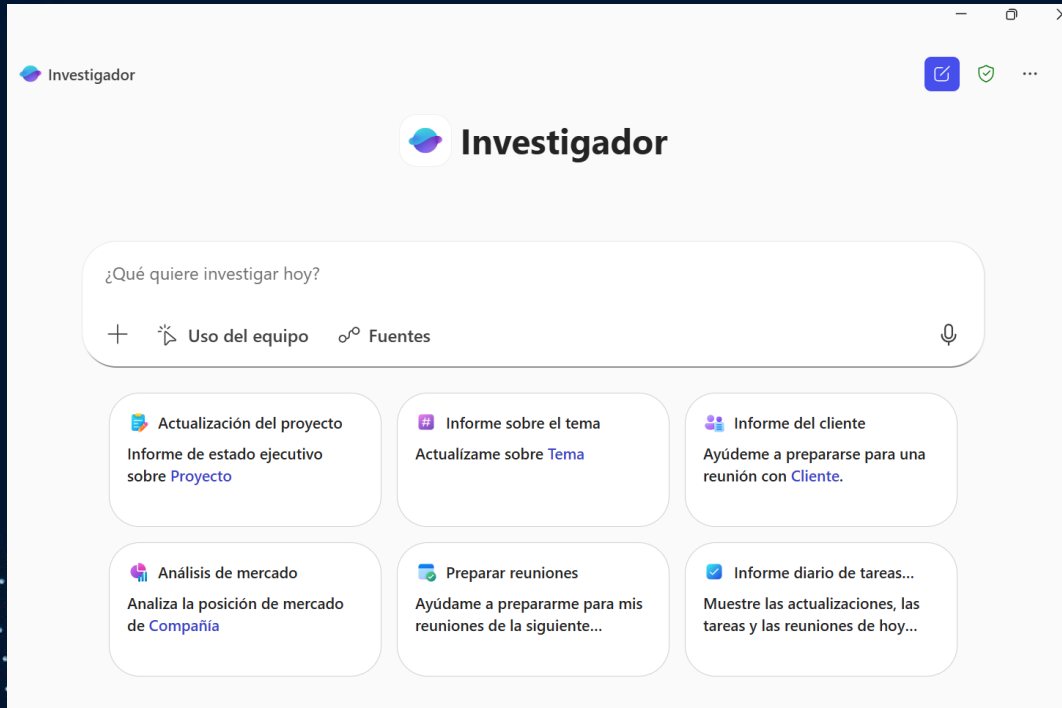 Investigador
Investigador
¿Qué quiere investigar hoy?
Uso del equipo
Fuentes
Actualización del proyecto
Informe de estado ejecutivo
sobre Proyecto
Informe sobre el tema
Actualízame sobre Tema
Informe del cliente
Ayúdeme a prepararse para una
reunión con Cliente.
Análisis de mercado
Analiza la posición de mercado
de Compañía
Preparar reuniones
Ayúdame a prepararme para mis
reuniones de la siguiente...
Informe diario de tareas...
Muestre las actualizaciones, las
tareas y las reuniones de hoy...